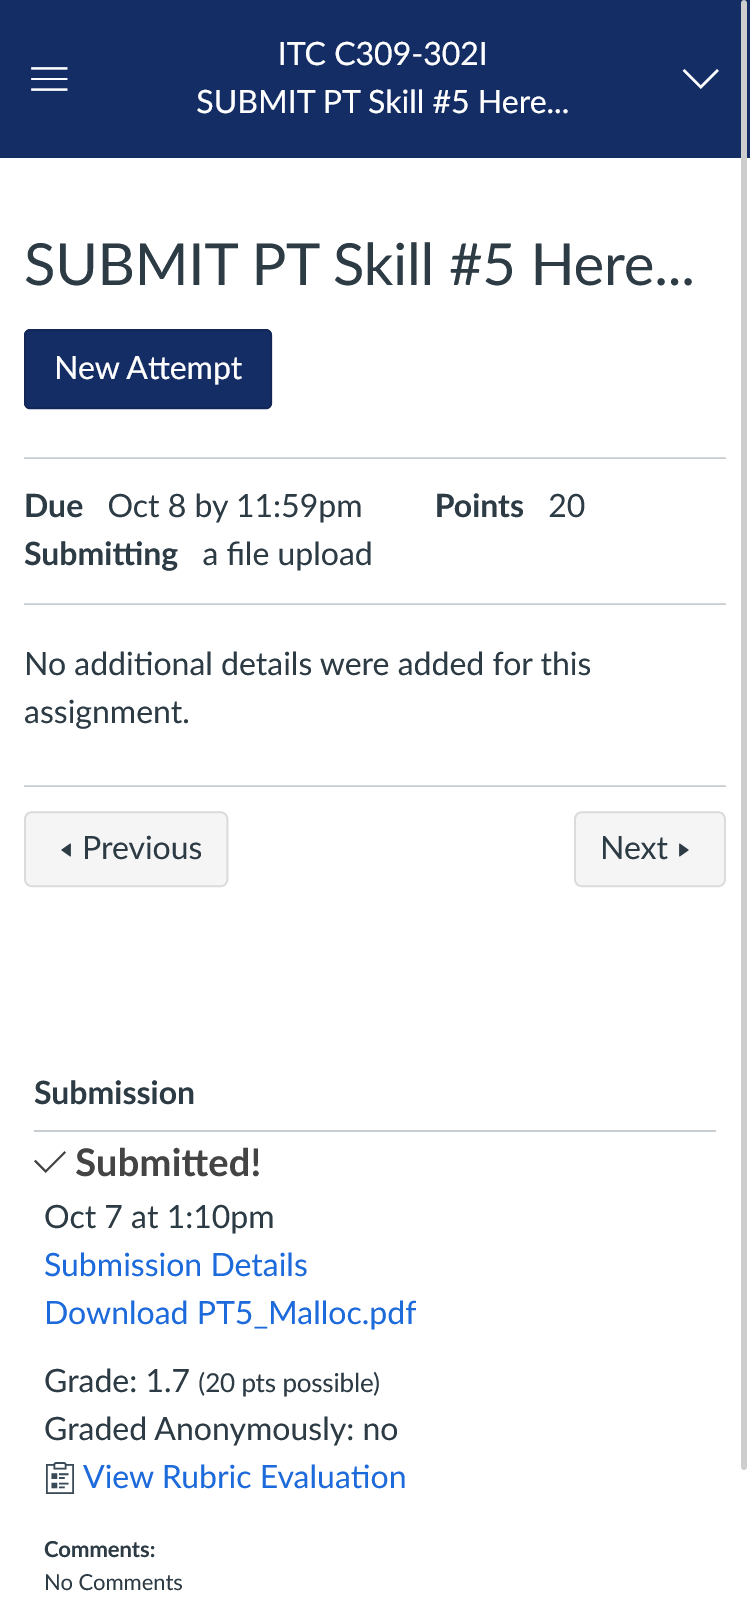 ITC C309-302I
SUBMIT PT Skill #5 Here...
SUBMIT PT Skill #5 Here...
New Attempt
Due Oct 8 by 11:59pm Points 20
Submitting a file upload
No additional details were added for this
assignment.
Previous Next
Submission
Submitted!
Oct 7 at 1:10pm
Submission Details
Download PT5_Malloc.pdf
Grade: 1.7 (20 pts possible)
Graded Anonymously: no
View Rubric Evaluation
Comments:
No Comments